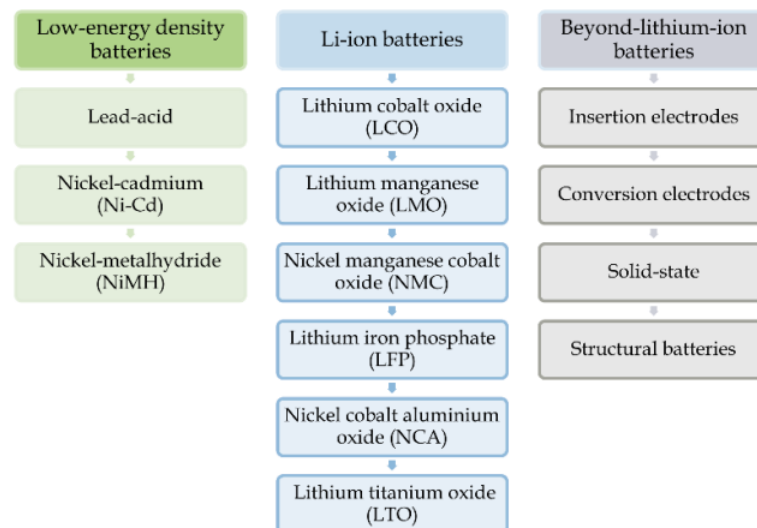 Low-energy density
batteries
Lead-acid
Nickel-cadmium
(Ni-Cd)
Nickel-metalhydride
(NiMH)
Li-ion batteries
Lithium cobalt oxide
(LCO)
Lithium manganese
oxide (LMO)
Nickel manganese cobalt
oxide (NMC)
Lithium iron phosphate
(LFP)
Nickel cobalt aluminium
oxide (NCA)
Lithium titanium oxide
(LTO)
Beyond-lithium-ion
batteries
Insertion electrodes
Conversion electrodes
Solid-state
Structural batteries